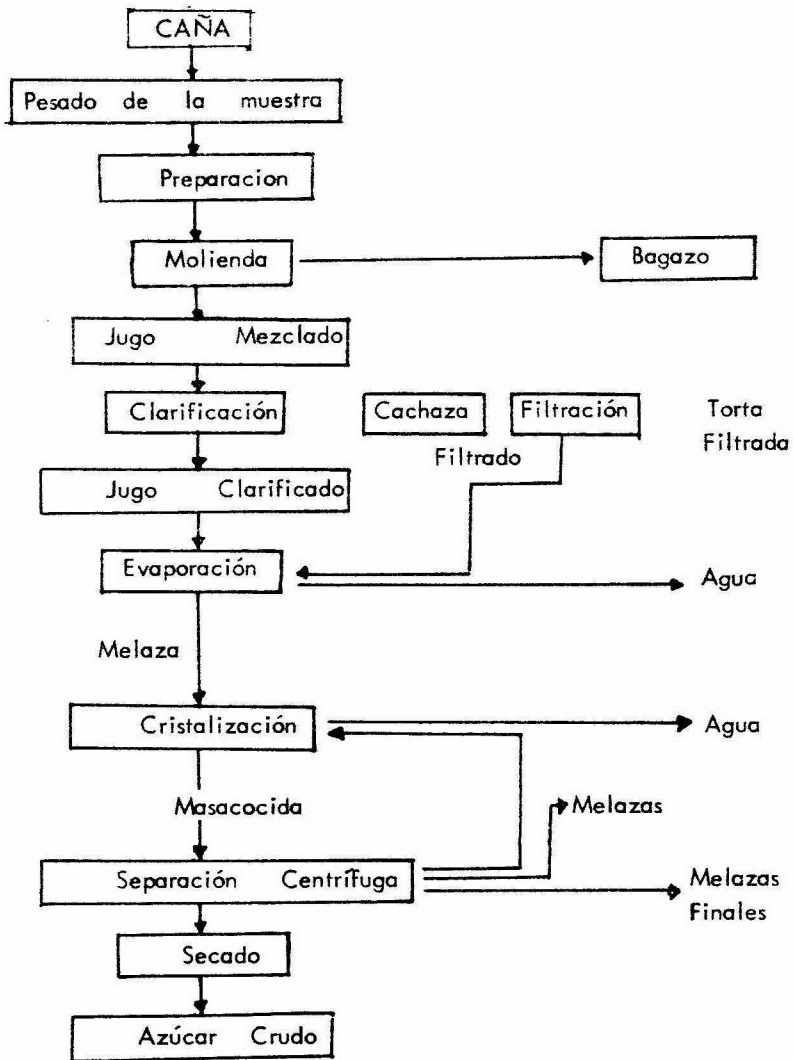 CAÑA
Pesado de la muestra
Preparacion
Molienda
Bagazo
Jugo Mezclado
Clarificación
Cachaza
Filtración
Torta
Filtrada
Filtrado
Jugo Clarificado
Evaporación
Agua
Melaza
Cristalización
Agua
Masacocida
Melazas
Separación Centrífuga
Melazas
Finales
Secado
Azúcar Crudo